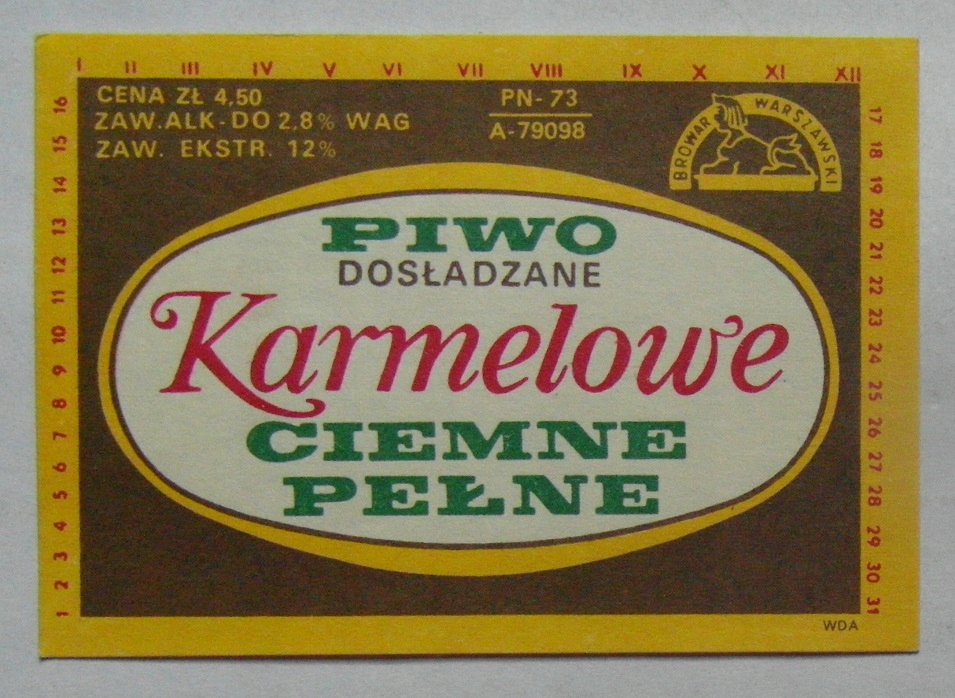 I II III IV V VI VII VIII IX X XI XII
CENA ZŁ 4,50
ZAW.ALK-DO 2,8% WAG
ZAW. EKSTR. 12%
PN-73
A-79098
BROWAR WARSZAWSKI
PIWO
DOSŁADZANE
Karmelowe
CIEMNE
PEŁNE
1 2 3 4 5 6 7 8 9 10 11 12 13 14 15 16
17 18 19 20 21 22 23 24 25 26 27 28 29 30 31
WDA